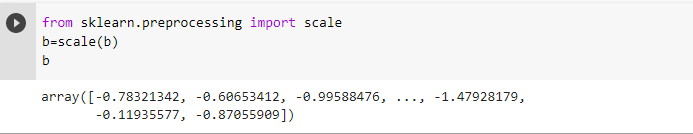 from sklearn.preprocessing import scale
b=scale(b)
b
array([-0.78321342, -0.60653412, -0.99588476, ..., -1.47928179,
-0.11935577, -0.87055909])